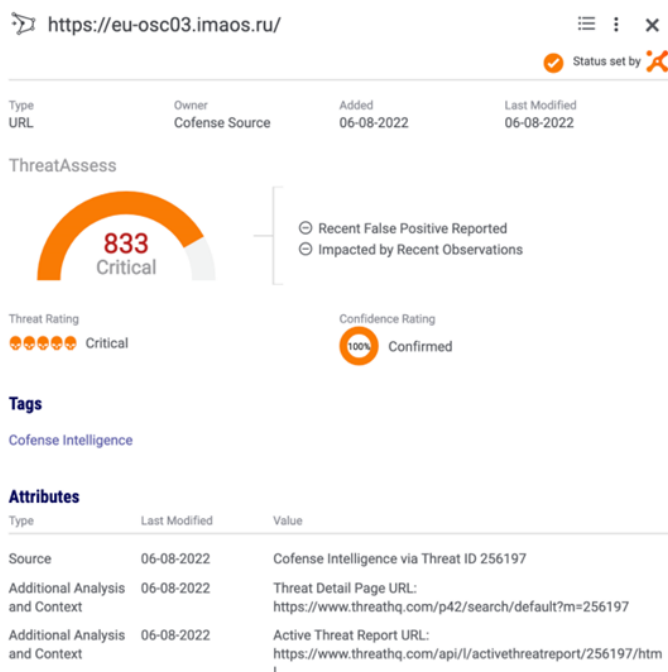 https://eu-osc03.imaos.ru/
Status set by
Type Owner Added Last Modified
URL Cofense Source 06-08-2022 06-08-2022
ThreatAssess
833
Critical
Recent False Positive Reported
Impacted by Recent Observations
Threat Rating Confidence Rating
Critical 100% Confirmed
Tags
Cofense Intelligence
Attributes
Type Last Modified Value
Source 06-08-2022 Cofense Intelligence via Threat ID 256197
Additional Analysis 06-08-2022 Threat Detail Page URL:
and Context https://www.threathq.com/p42/search/default?m=256197
Additional Analysis 06-08-2022 Active Threat Report URL:
and Context https://www.threathq.com/api/l/activethreatreport/256197/htm